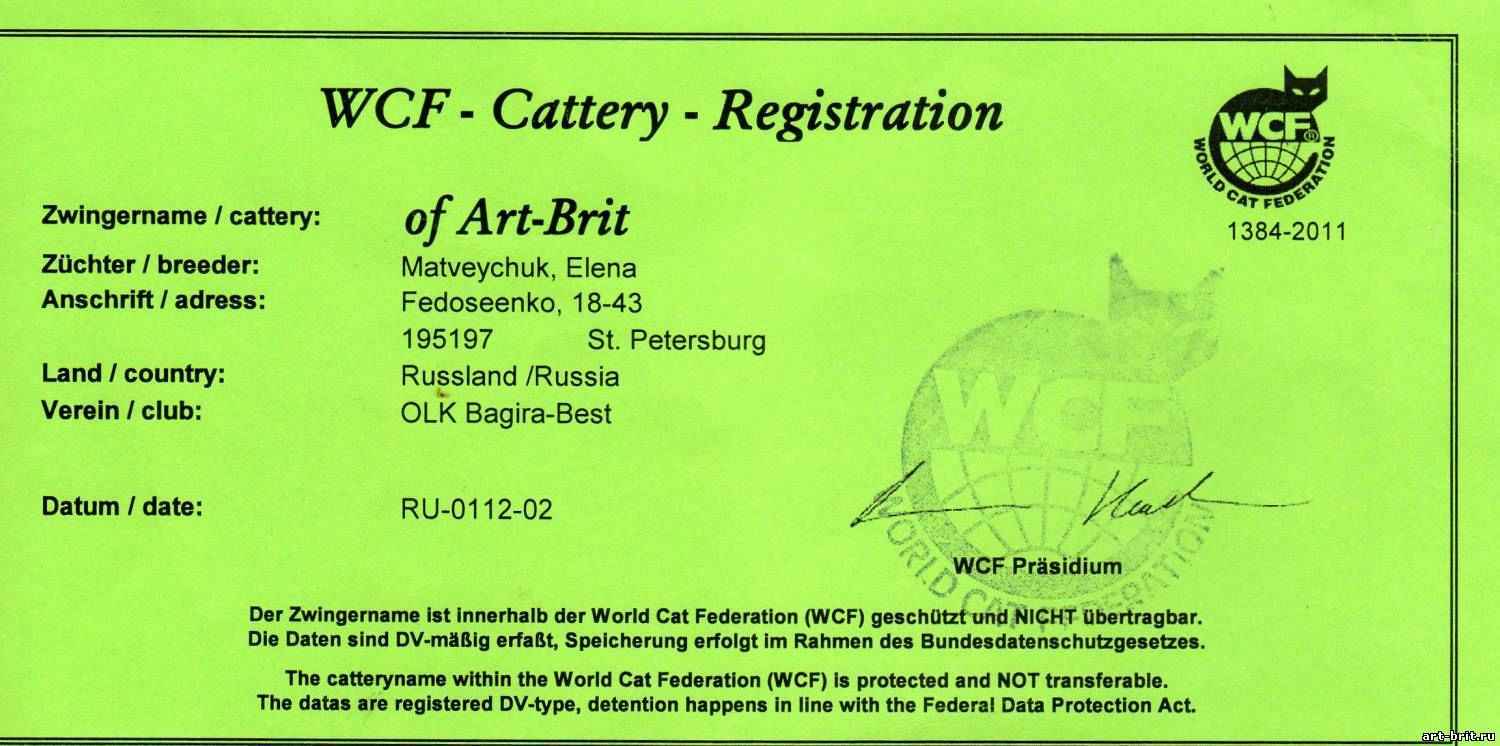 WCF - Cattery - Registration
WCF®
WORLD CAT FEDERATION
1384-2011
Zwingername / cattery: of Art-Brit
Züchter / breeder: Matveychuk, Elena
Anschrift / adress: Fedoseenko, 18-43
195197 St. Petersburg
Land / country: Russland /Russia
Verein / club: OLK Bagira-Best
Datum / date: RU-0112-02
WCF
WORLD CAT FEDERATION
WCF Präsidium
Der Zwingername ist innerhalb der World Cat Federation (WCF) geschützt und NICHT übertragbar.
Die Daten sind DV-mäßig erfaßt, Speicherung erfolgt im Rahmen des Bundesdatenschutzgesetzes.
The catteryname within the World Cat Federation (WCF) is protected and NOT transferable.
The datas are registered DV-type, detention happens in line with the Federal Data Protection Act.
art-brit.ru